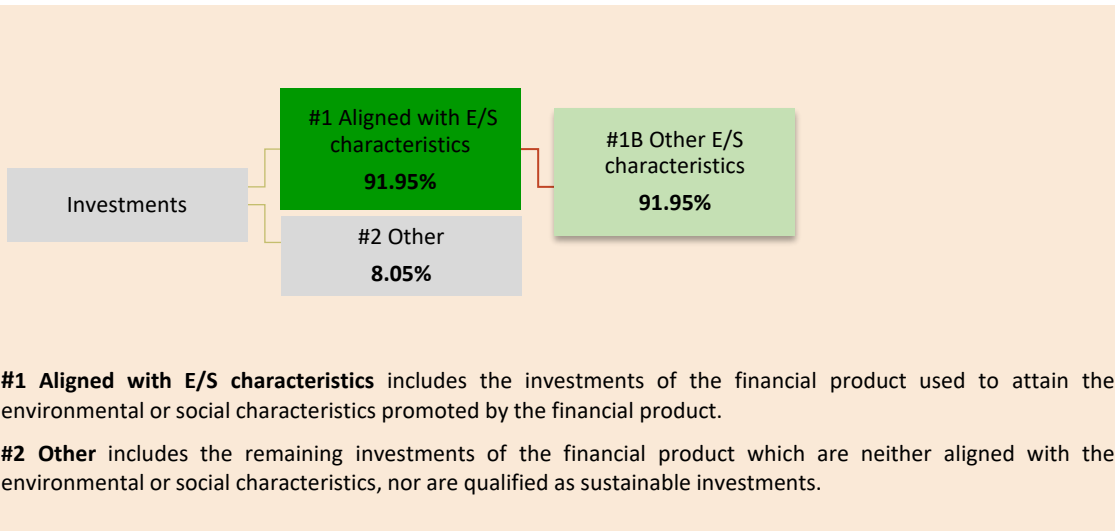 #1 Aligned with E/S
characteristics
91.95%
#1B Other E/S
characteristics
91.95%
Investments
#2 Other
8.05%
#1 Aligned with E/S characteristics includes the investments of the financial product used to attain the
environmental or social characteristics promoted by the financial product.
#2 Other includes the remaining investments of the financial product which are neither aligned with the
environmental or social characteristics, nor are qualified as sustainable investments.